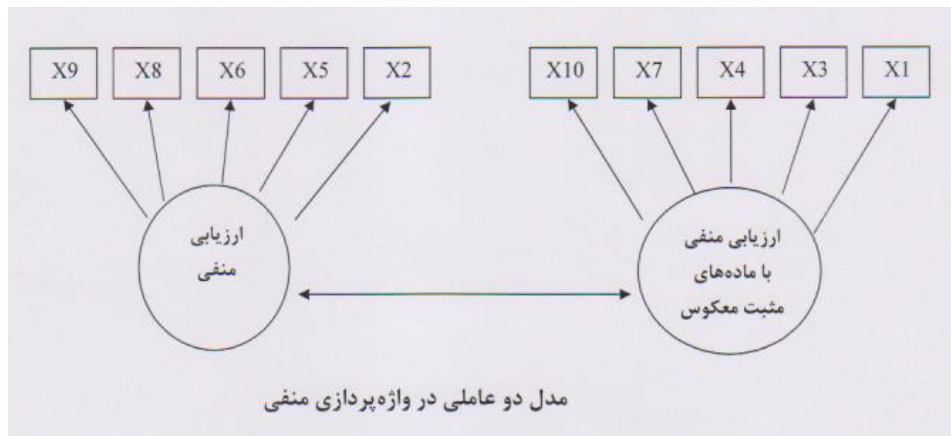 X9 X8 X6 X5 X2 X10 X7 X4 X3 X1
ارزیابی منفی
با ماده‌های
مثبت معکوس
ارزیابی
منفی
مدل دو عاملی در واژه‌پردازی منفی